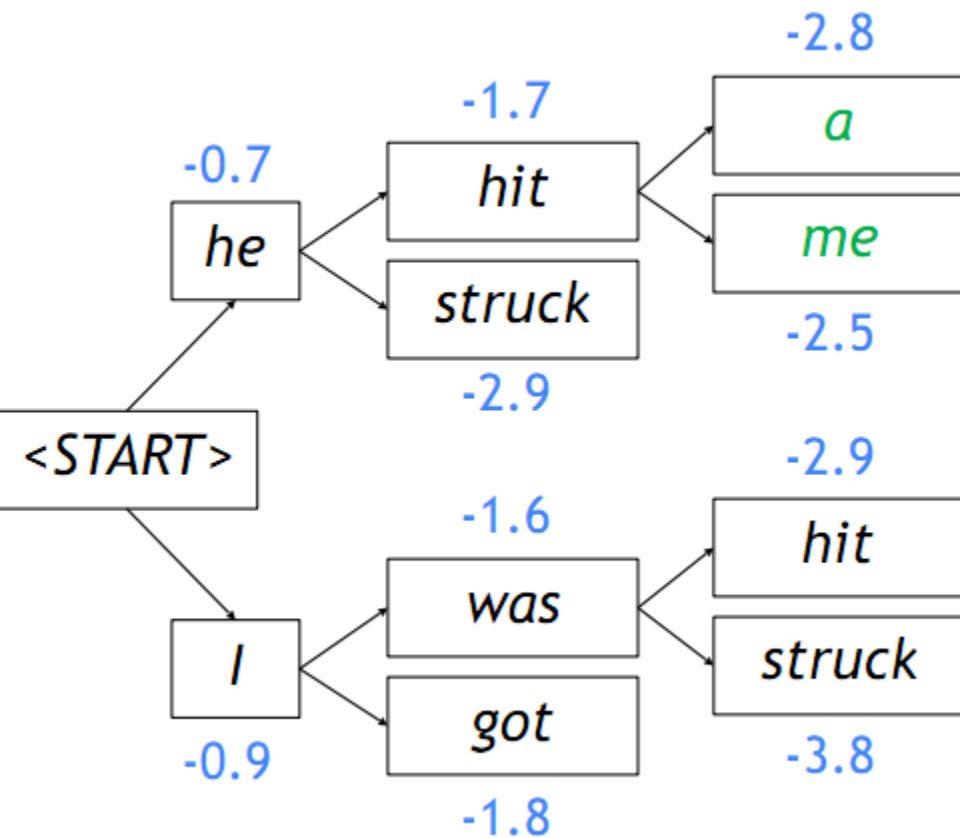 -2.8
a
-1.7
hit
-0.7
he
me
-2.5
struck
-2.9
<START>
-2.9
hit
-1.6
was
struck
-3.8
I
-0.9
got
-1.8